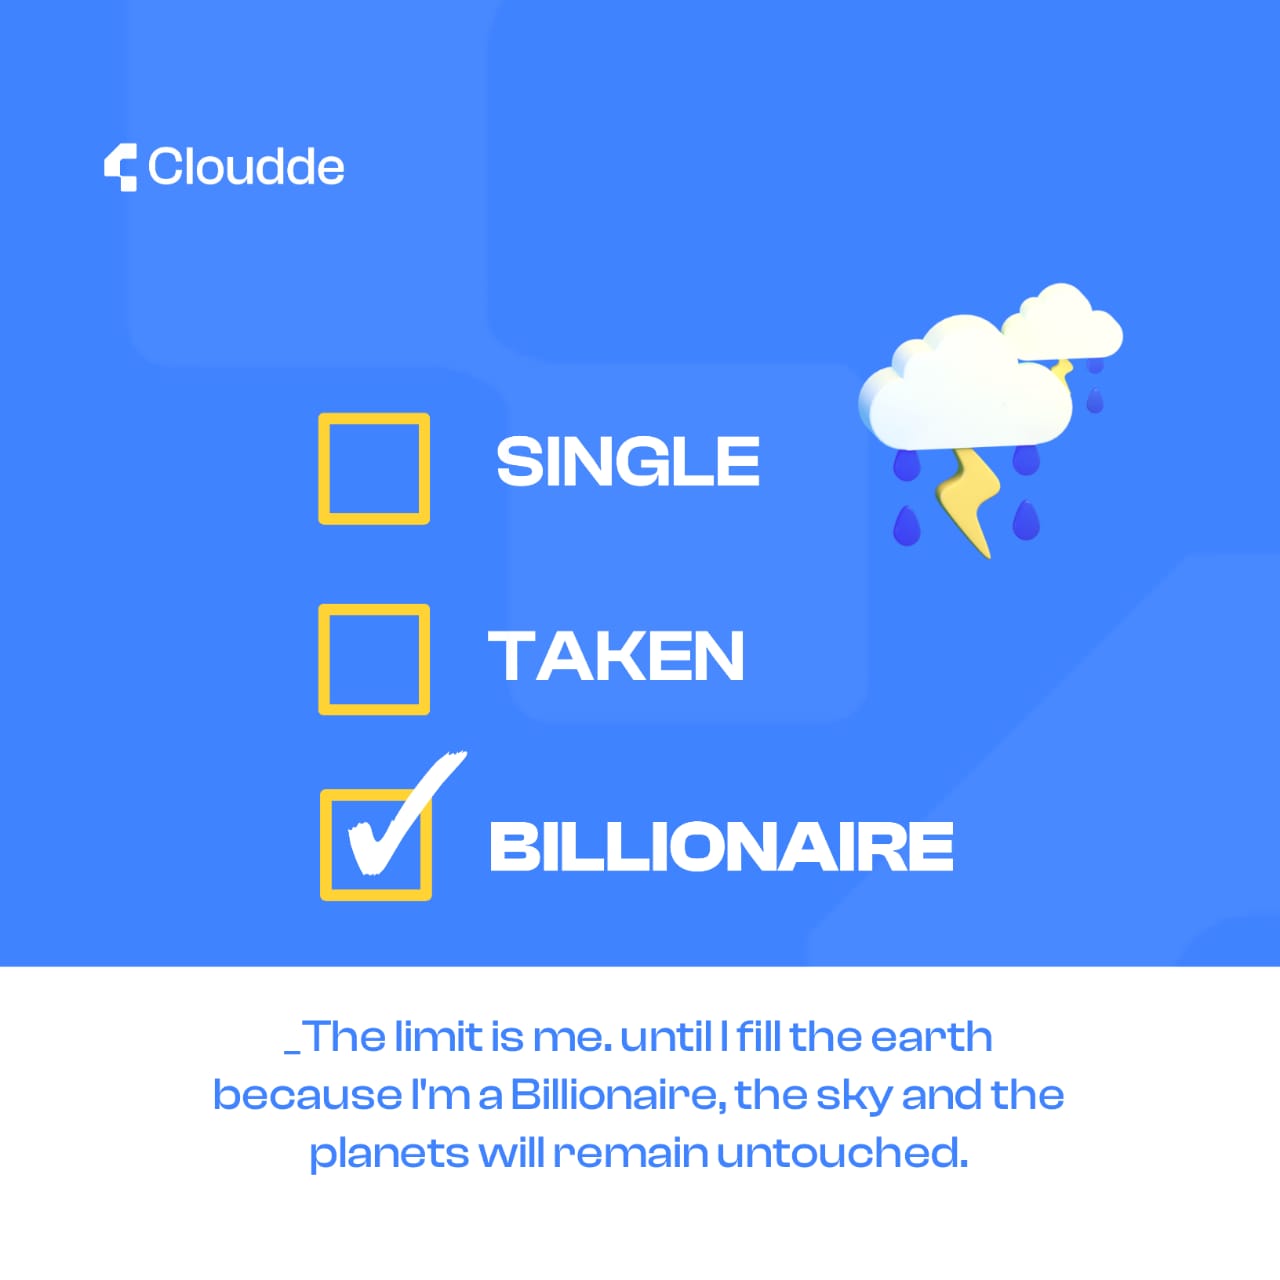 Cloudde
SINGLE
TAKEN
BILLIONAIRE
_The limit is me. until I fill the earth
because I'm a Billionaire, the sky and the
planets will remain untouched.